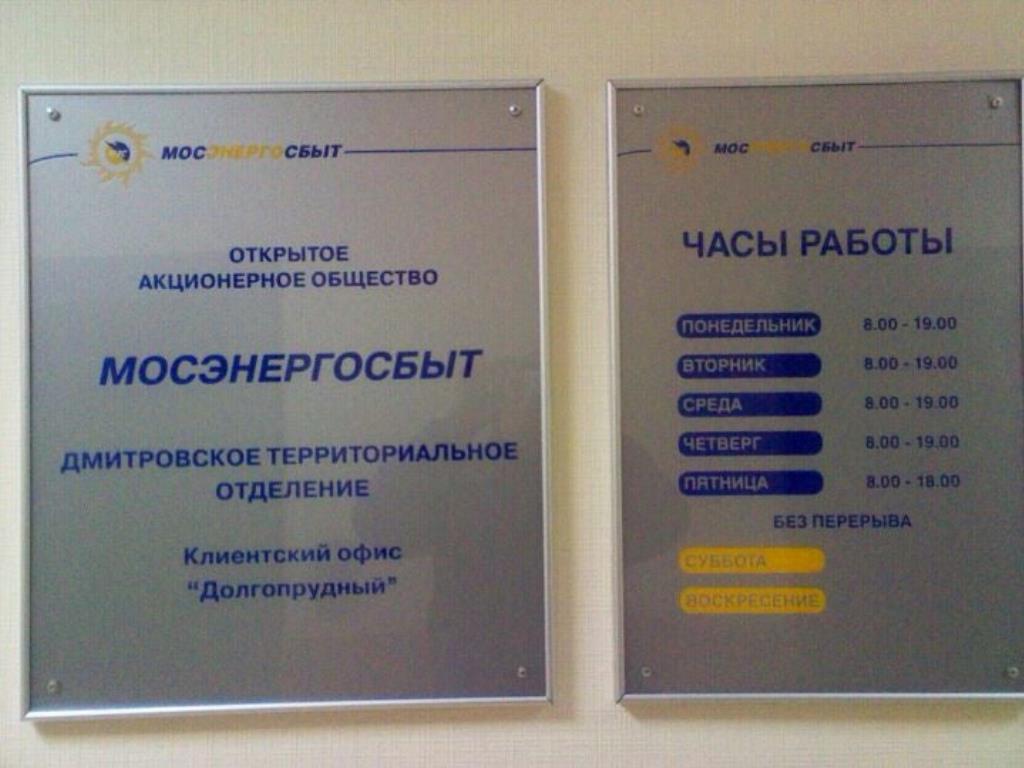 МОСЭНЕРГОСБЫТ
ОТКРЫТОЕ
АКЦИОНЕРНОЕ ОБЩЕСТВО
МОСЭНЕРГОСБЫТ
ДМИТРОВСКОЕ ТЕРРИТОРИАЛЬНОЕ
ОТДЕЛЕНИЕ
Клиентский офис
“Долгопрудный”
МОСЭНЕРГОСБЫТ
ЧАСЫ РАБОТЫ
ПОНЕДЕЛЬНИК 8.00 - 19.00
ВТОРНИК 8.00 - 19.00
СРЕДА 8.00 - 19.00
ЧЕТВЕРГ 8.00 - 19.00
ПЯТНИЦА 8.00 - 18.00
БЕЗ ПЕРЕРЫВА
СУББОТА
ВОСКРЕСЕНИЕ